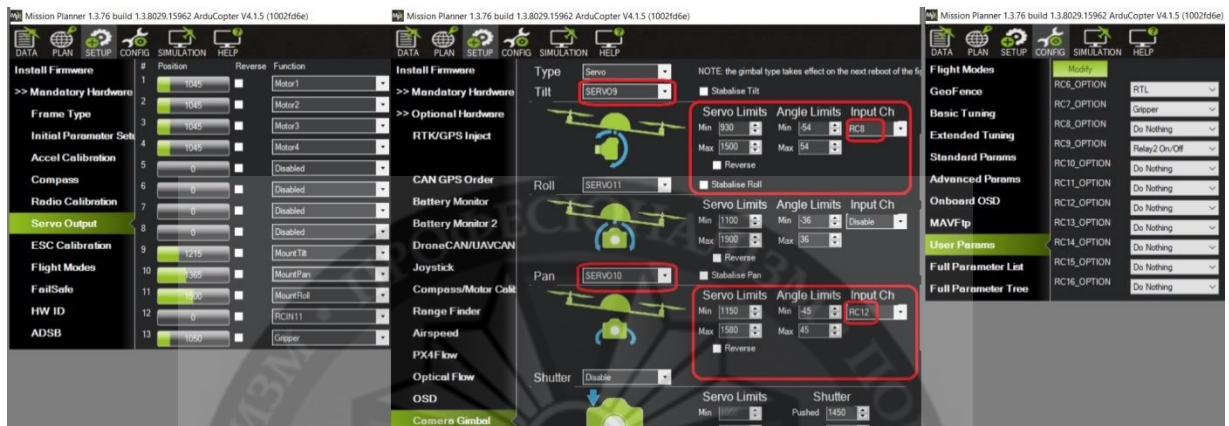 Mission Planner 1.3.76 build 1.3.8029.15962 ArduCopter V4.1.5 (1002fd6e)
DATA PLAN SETUP CONFIG SIMULATION HELP
Install Firmware
>> Mandatory Hardware
Frame Type
Initial Parameter Setu
Accel Calibration
Compass
Radio Calibration
Servo Output
ESC Calibration
Flight Modes
FailSafe
HW ID
ADSB
# Position Reverse Function
1 1045 Motor1
2 1045 Motor2
3 1045 Motor3
4 1045 Motor4
5 0 Disabled
6 0 Disabled
7 0 Disabled
8 0 Disabled
9 1215 MountTilt
10 1365 MountPan
11 1500 MountRoll
12 0 RCIN11
13 1050 Gripper
Mission Planner 1.3.76 build 1.3.8029.15962 ArduCopter V4.1.5 (1002fd6e)
DATA PLAN SETUP CONFIG SIMULATION HELP
Install Firmware
>> Mandatory Hardware
>> Optional Hardware
RTK/GPS Inject
CAN GPS Order
Battery Monitor
Battery Monitor 2
DroneCAN/UAVCAN
Joystick
Compass/Motor Calib
Range Finder
Airspeed
PX4Flow
Optical Flow
OSD
Camera Gimbal
Type Servo NOTE: the gimbal type takes effect on the next reboot of the flig
Tilt SERVO9 Stabalise Tilt
Servo Limits Angle Limits Input Ch
Min 930 Min -54 RC8
Max 1500 Max 54
Reverse
Roll SERVO11 Stabalise Roll
Servo Limits Angle Limits Input Ch
Min 1100 Min -36 Disable
Max 1900 Max 36
Reverse
Pan SERVO10 Stabalise Pan
Servo Limits Angle Limits Input Ch
Min 1150 Min -45 RC12
Max 1580 Max 45
Reverse
Shutter Disable
Servo Limits Shutter
Min Pushed 1450
Mission Planner 1.3.76 build 1.3.8029.15962 ArduCopter V4.1.5 (1002fd6e)
DATA PLAN SETUP CONFIG SIMULATION HELP
Flight Modes
GeoFence
Basic Tuning
Extended Tuning
Standard Params
Advanced Params
Onboard OSD
MAVFtp
User Params
Full Parameter List
Full Parameter Tree
Modify
RC6_OPTION RTL
RC7_OPTION Gripper
RC8_OPTION Do Nothing
RC9_OPTION Relay2 On/Off
RC10_OPTION Do Nothing
RC11_OPTION Do Nothing
RC12_OPTION Do Nothing
RC13_OPTION Do Nothing
RC14_OPTION Do Nothing
RC15_OPTION Do Nothing
RC16_OPTION Do Nothing